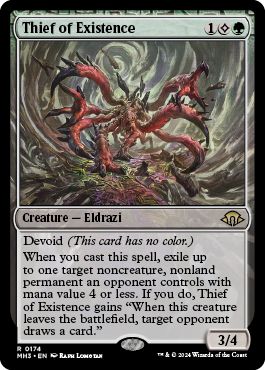 Thief of Existence 1
Creature — Eldrazi
Devoid (This card has no color.)
When you cast this spell, exile up
to one target noncreature, nonland
permanent an opponent controls with
mana value 4 or less. If you do, Thief
of Existence gains “When this creature
leaves the battlefield, target opponent
draws a card.”
3/4
R 0174
MH3 • EN RAPH LOMOTAN
™ & © 2024 Wizards of the Coast